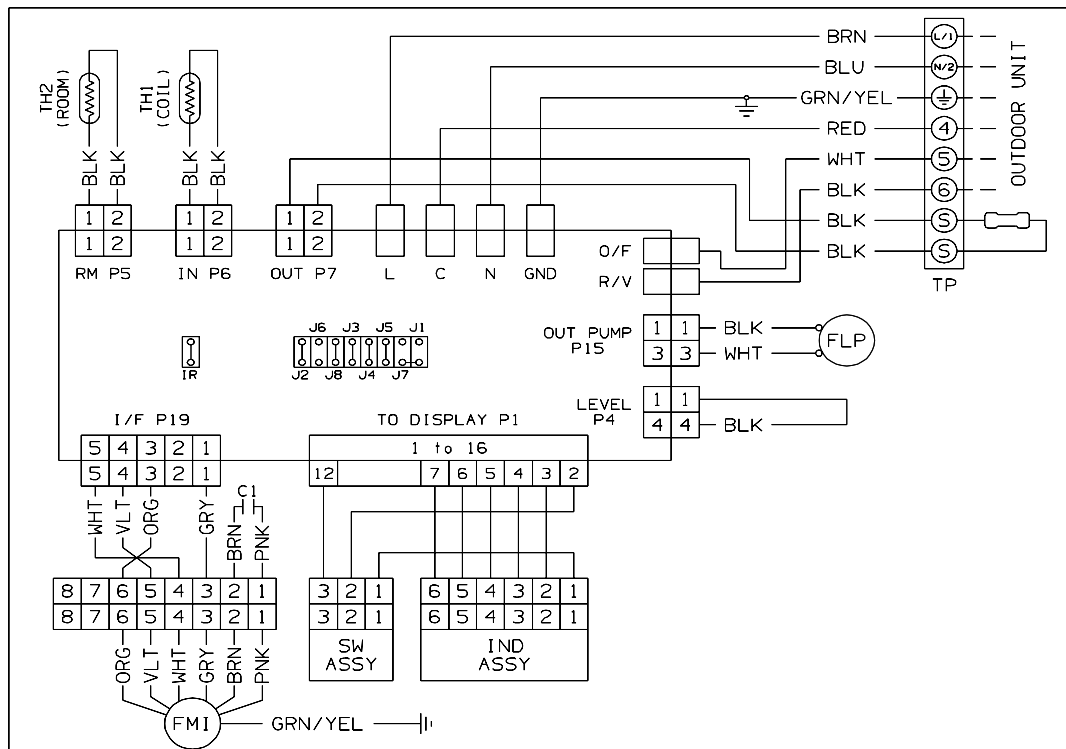 BRN
L/1
BLU
N/2
GRN/YEL
RED
4
WHT
5
BLK
6
BLK
S
BLK
S
TP
OUTDOOR UNIT
TH2
(ROOM)
TH1
(COIL)
BLK
BLK
BLK
BLK
1 2
1 2
1 2
1 2
1 2
1 2
RM P5
IN P6
OUT P7
L
C
N
GND
O/F
R/V
OUT PUMP
P15
1 1
3 3
BLK
WHT
FLP
LEVEL
P4
1 1
4 4
BLK
IR
J6 J3 J5 J1
J2 J8 J4 J7
I/F P19
5 4 3 2 1
5 4 3 2 1
TO DISPLAY P1
1 to 16
12 7 6 5 4 3 2
WHT
VLT
ORG
GRY
BRN
C1
PNK
8 7 6 5 4 3 2 1
8 7 6 5 4 3 2 1
3 2 1
3 2 1
SW
ASSY
6 5 4 3 2 1
6 5 4 3 2 1
IND
ASSY
ORG
VLT
WHT
GRY
BRN
PNK
FMI
GRN/YEL